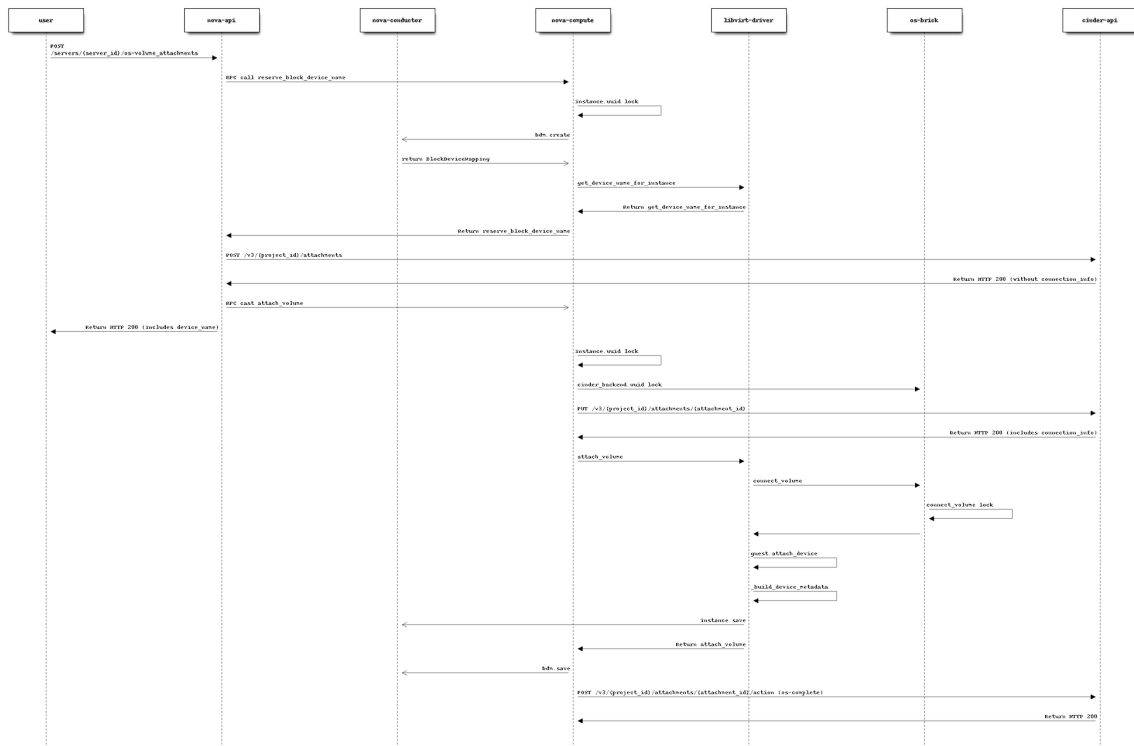 user
nova-api
nova-conductor
nova-compute
libvirt-driver
os-brick
cinder-api
POST
/servers/{server_id}/os-volume_attachments
RPC call reserve_block_device_name
instance.uuid lock
bdm.create
return BlockDeviceMapping
get_device_name_for_instance
Return get_device_name_for_instance
Return reserve_block_device_name
POST /v3/{project_id}/attachments
Return HTTP 200 (without connection_info)
RPC cast attach_volume
Return HTTP 200 (includes device_name)
instance.uuid lock
cinder_backend.uuid lock
PUT /v3/{project_id}/attachments/{attachment_id}
Return HTTP 200 (includes connection_info)
attach_volume
connect_volume
connect_volume lock
guest.attach_device
_build_device_metadata
instance.save
Return attach_volume
bdm.save
POST /v3/{project_id}/attachments/{attachment_id}/action (os-complete)
Return HTTP 200